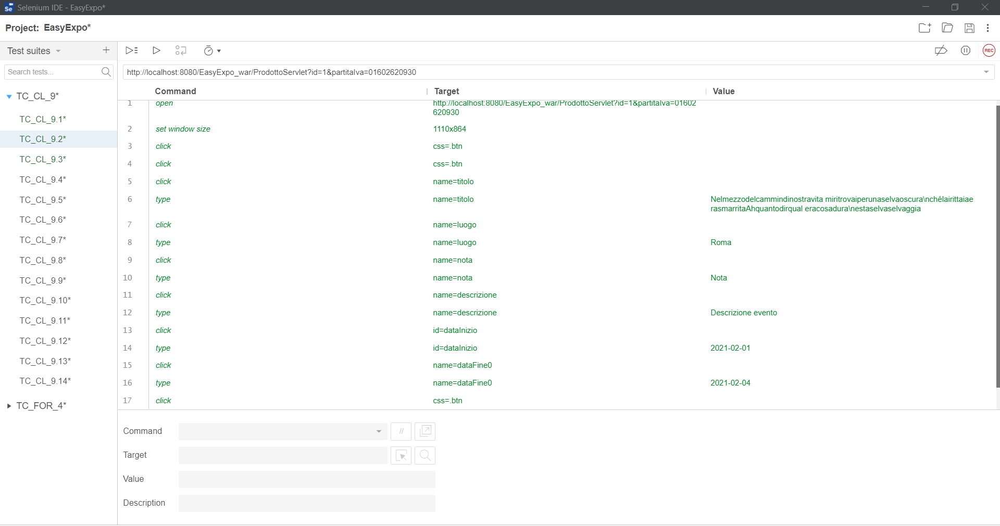 Selenium IDE - EasyExpo*
Project: EasyExpo*
Test suites
+
Search tests...
TC_CL_9*
TC_CL_9.1*
TC_CL_9.2*
TC_CL_9.3*
TC_CL_9.4*
TC_CL_9.5*
TC_CL_9.6*
TC_CL_9.7*
TC_CL_9.8*
TC_CL_9.9*
TC_CL_9.10*
TC_CL_9.11*
TC_CL_9.12*
TC_CL_9.13*
TC_CL_9.14*
TC_FOR_4*
REC
http://localhost:8080/EasyExpo_war/ProdottoServlet?id=1&partitaIva=01602620930
Command Target Value
1 open http://localhost:8080/EasyExpo_war/ProdottoServlet?id=1&partitaIva=01602
620930
2 set window size 1110x864
3 click css=.btn
4 click css=.btn
5 click name=titolo
6 type name=titolo Nelmezzodelcammindinostravita miritrovaiperunaselvaoscura\nchélairittaiae
rasmarritaAhquantodirqual eracosadura\nestaselvaselvaggia
7 click name=luogo
8 type name=luogo Roma
9 click name=nota
10 type name=nota Nota
11 click name=descrizione
12 type name=descrizione Descrizione evento
13 click id=dataInizio
14 type id=dataInizio 2021-02-01
15 click name=dataFine0
16 type name=dataFine0 2021-02-04
17 click css=.btn
Command //
Target
Value
Description